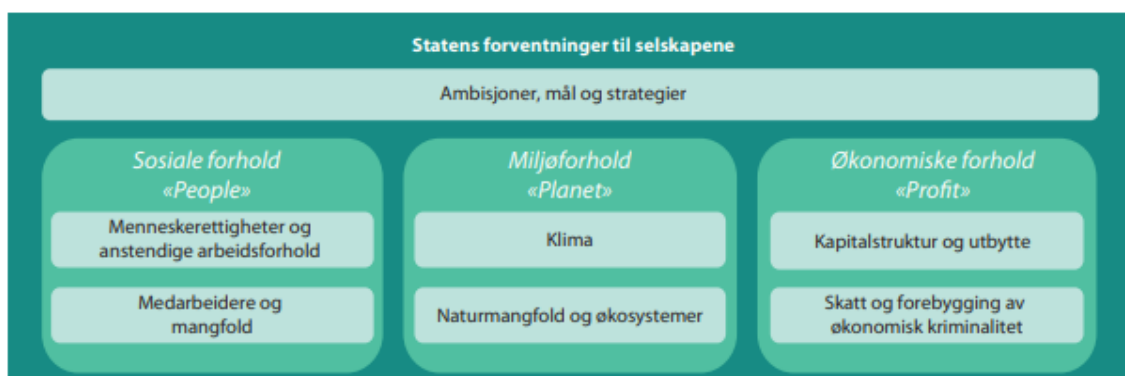 Statens forventninger til selskapene
Ambisjoner, mål og strategier
Sosiale forhold
«People»
Menneskerettigheter og
anstendige arbeidsforhold
Medarbeidere og
mangfold
Miljøforhold
«Planet»
Klima
Naturmangfold og økosystemer
Økonomiske forhold
«Profit»
Kapitalstruktur og utbytte
Skatt og forebygging av
økonomisk kriminalitet